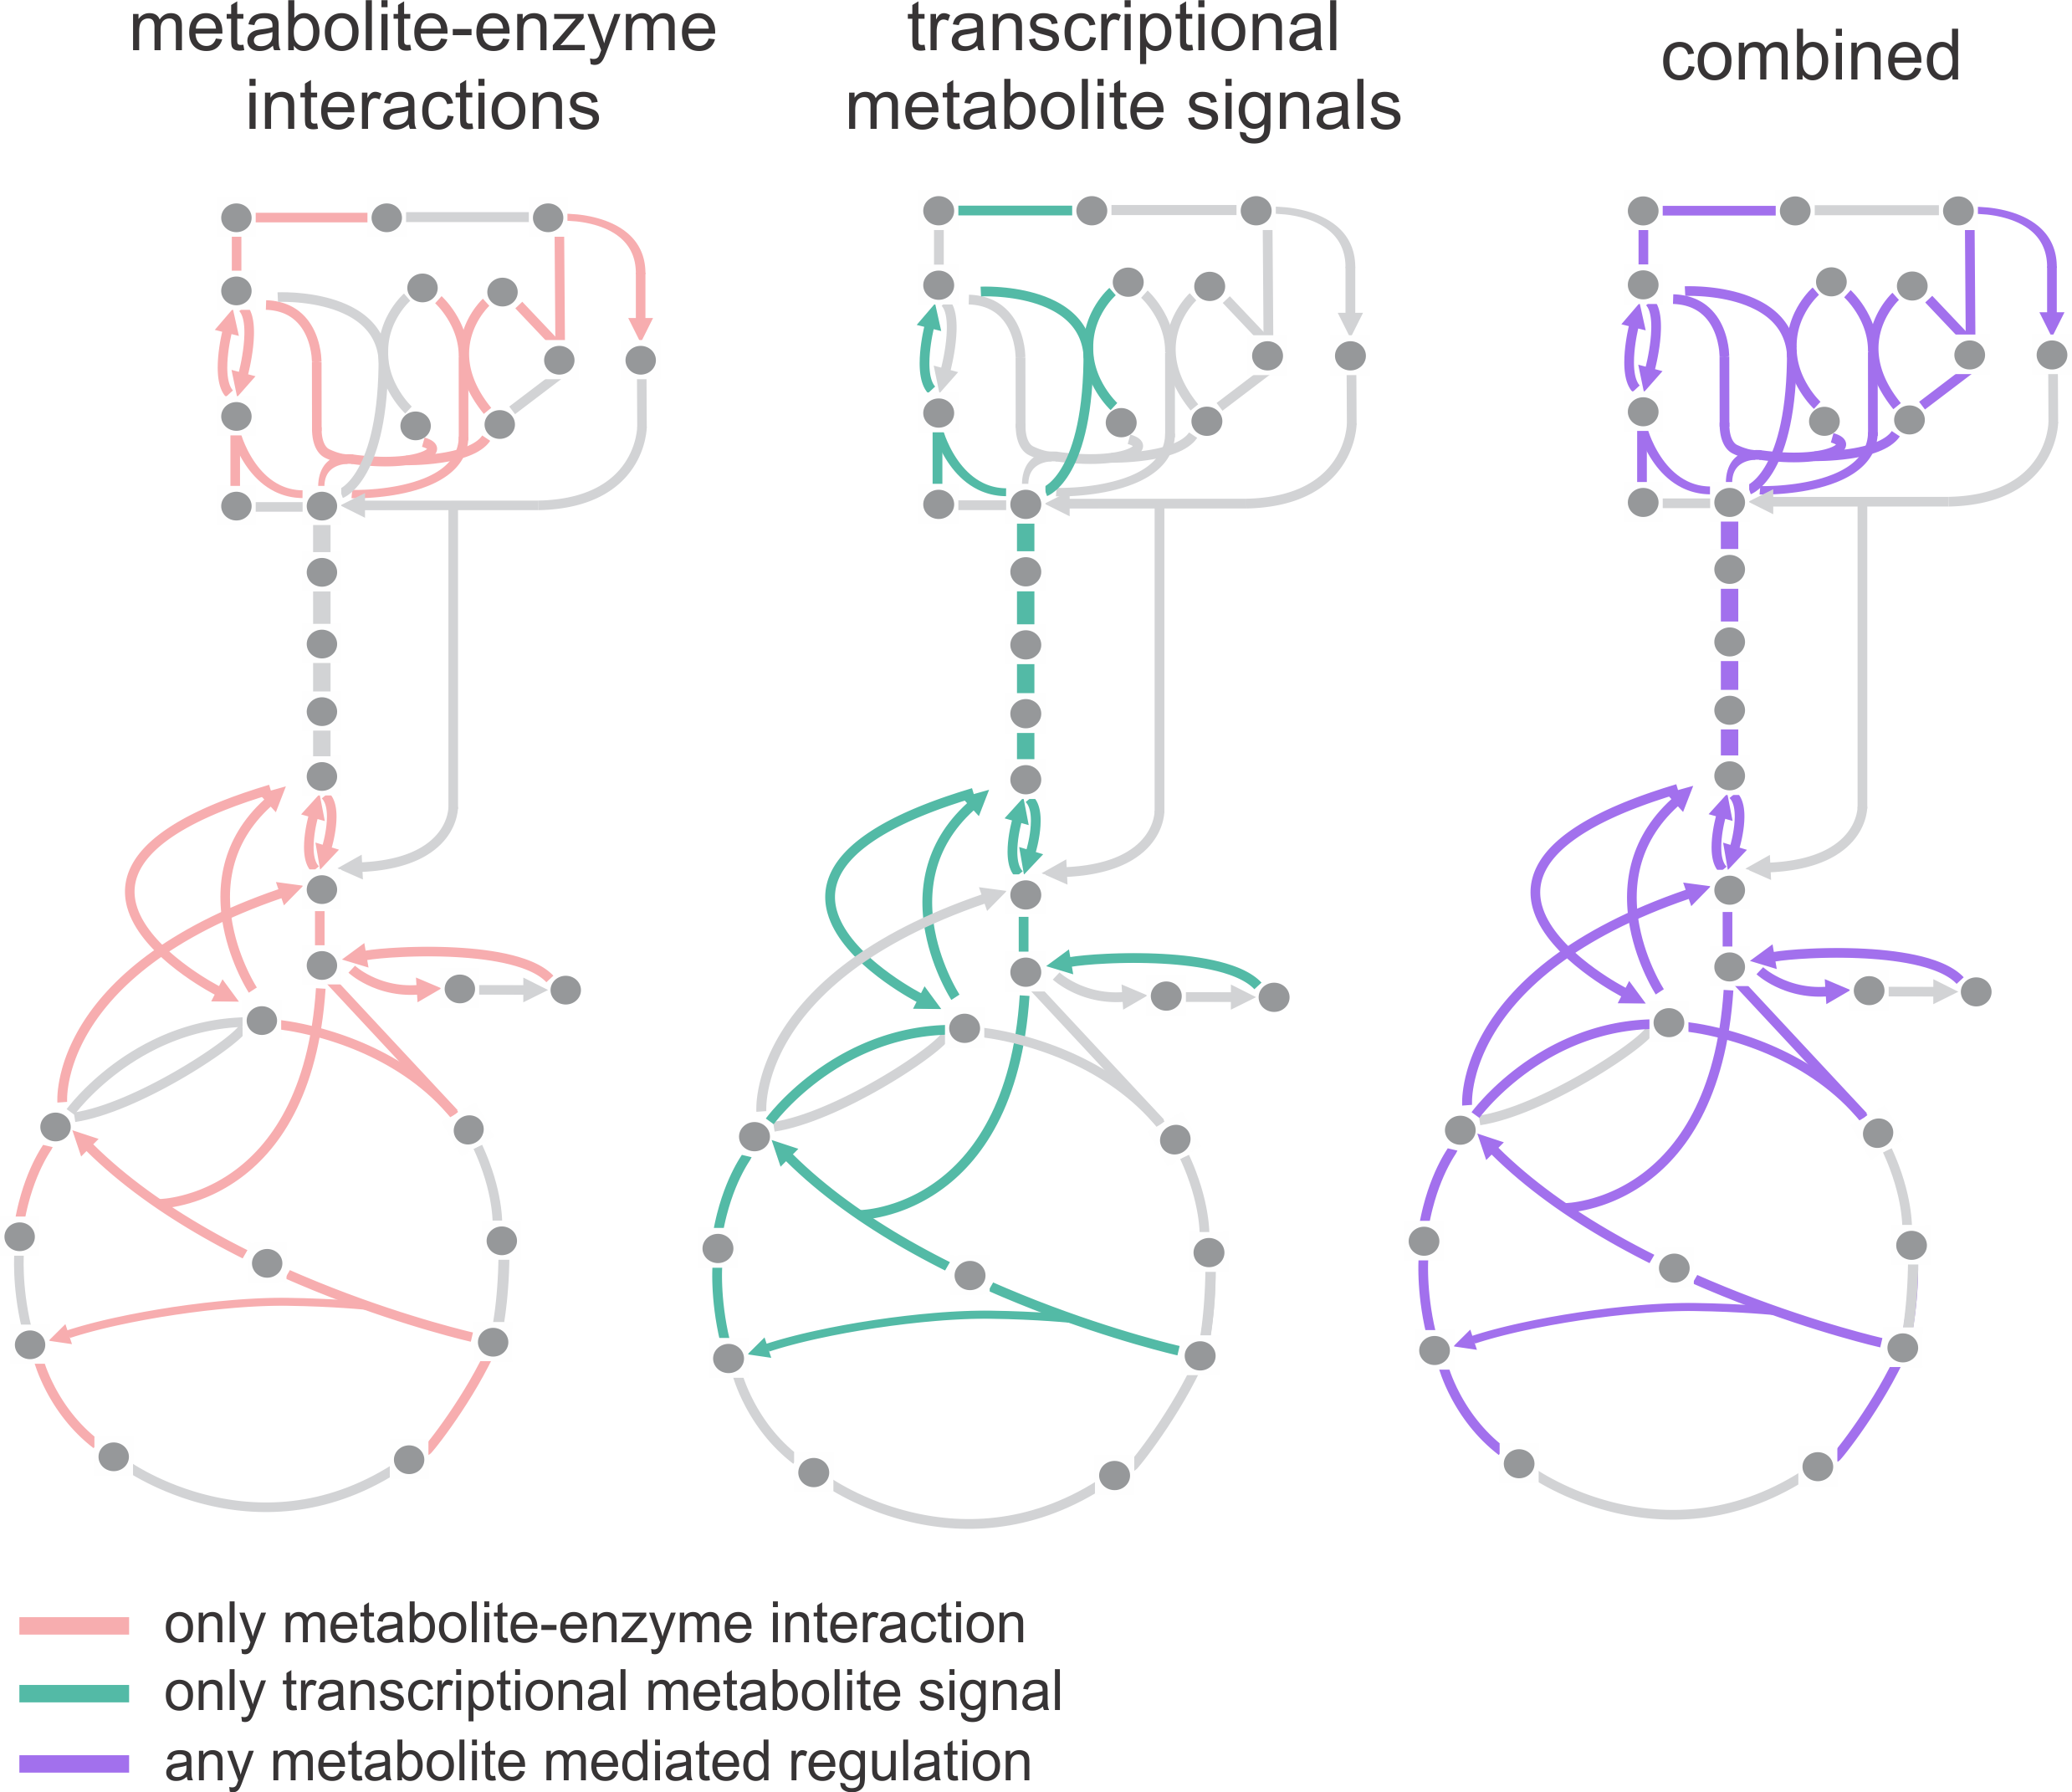 metabolite-enzyme
interactions
transcriptional
metabolite signals
combined
only metabolite-enzyme interaction
only transcriptional metabolite signal
any metabolite mediated regulation